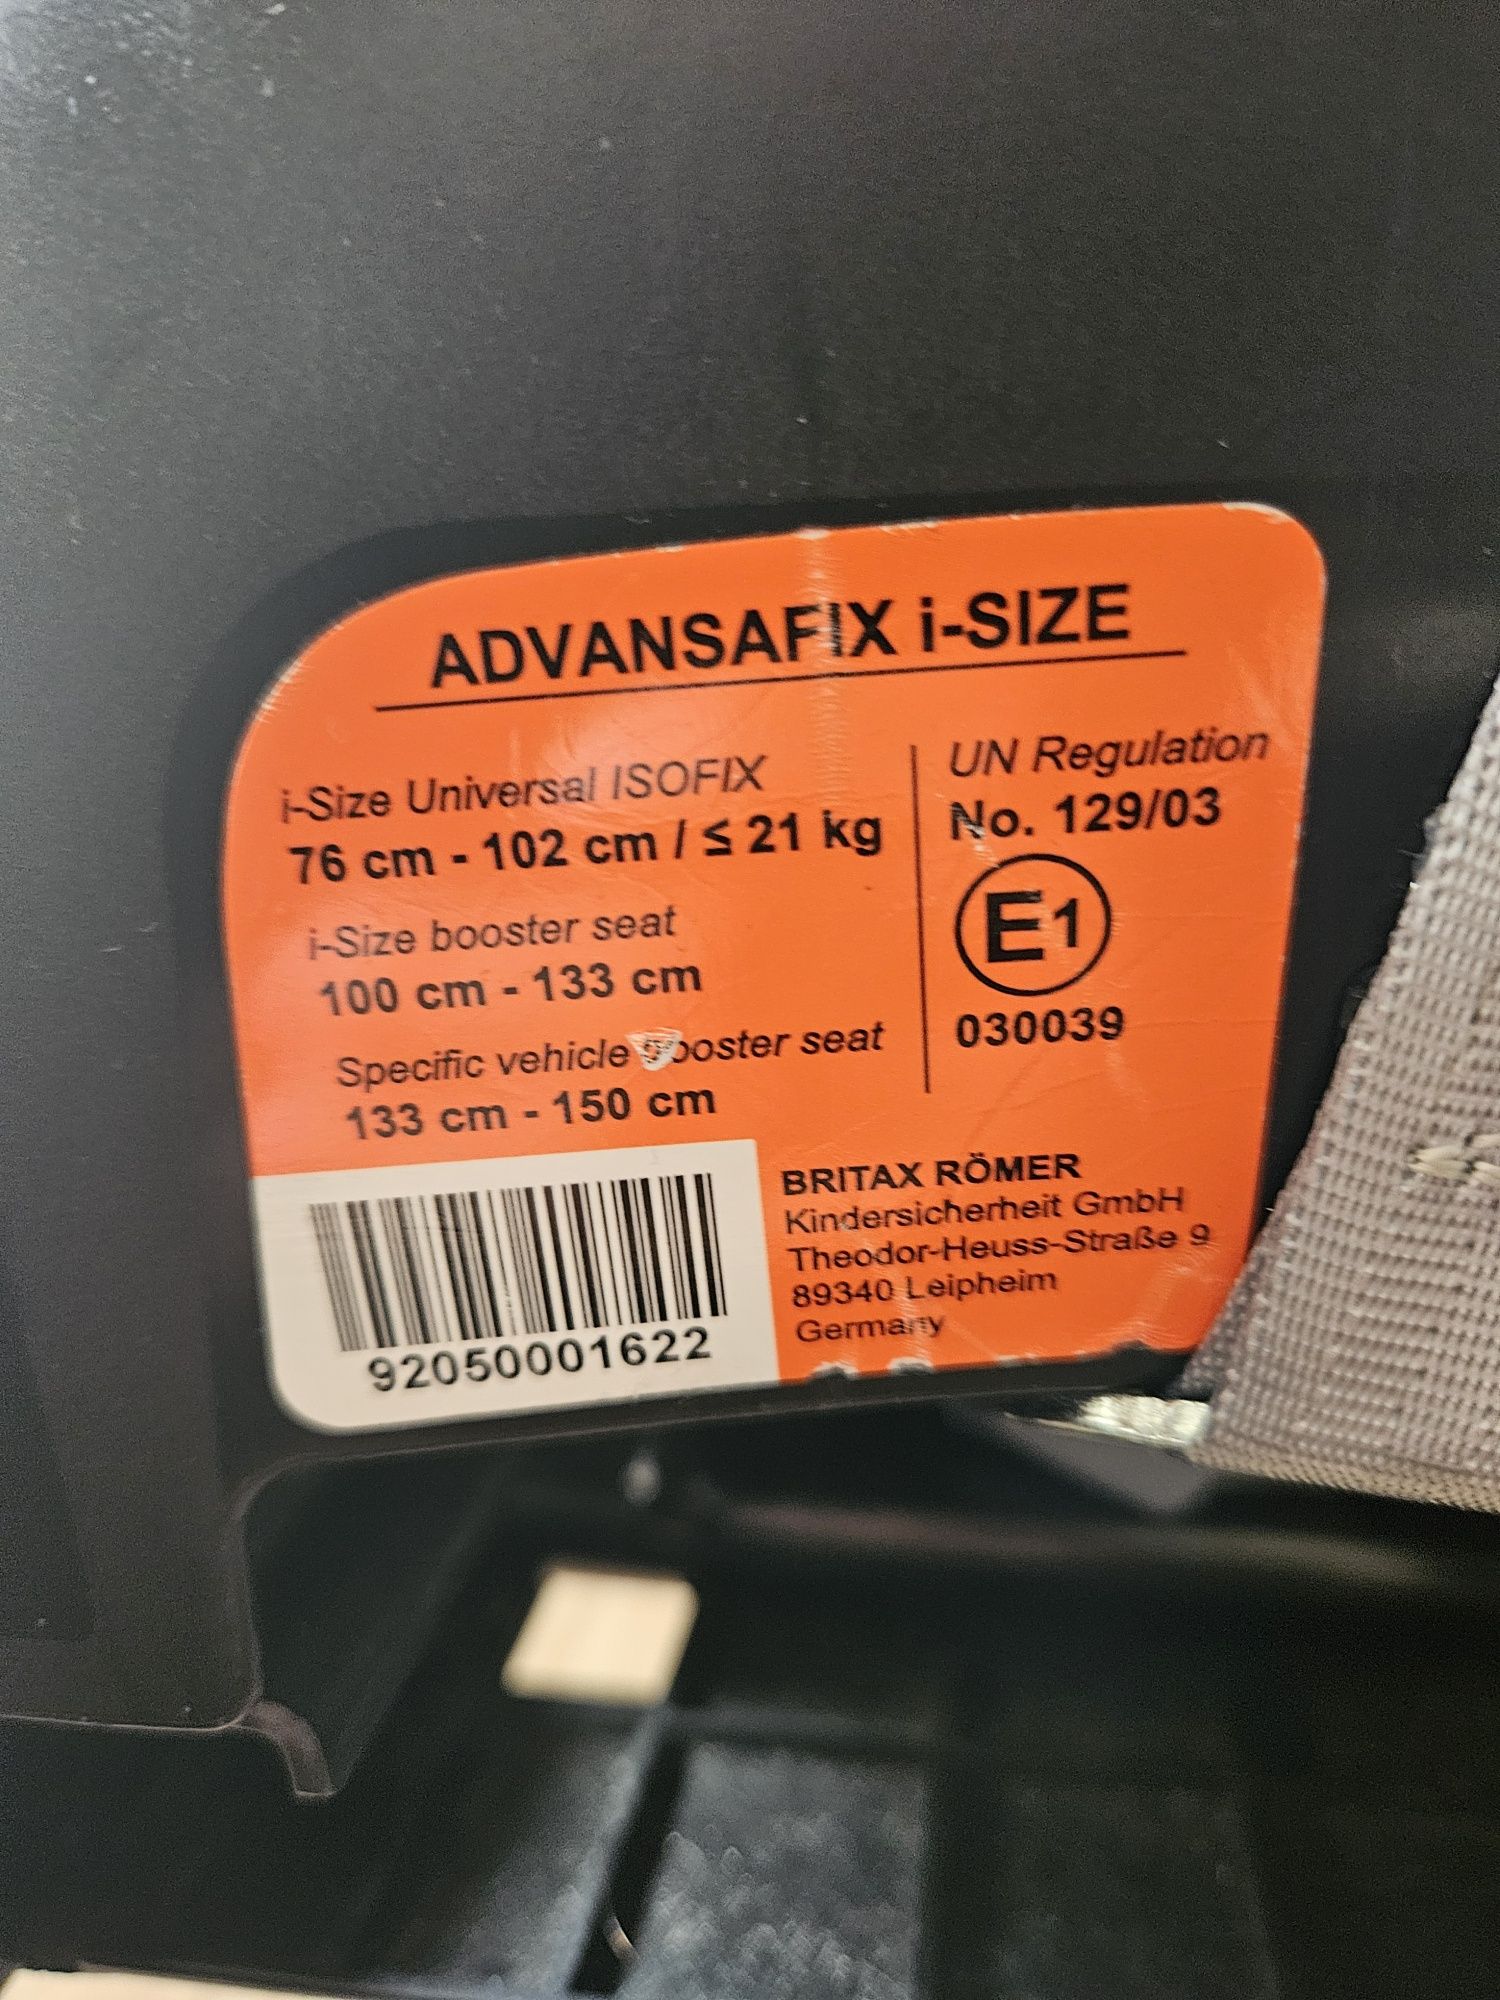 ADVANSAFIX i-SIZE
i-Size Universal ISOFIX
76 cm - 102 cm / ≤ 21 kg
i-Size booster seat
100 cm - 133 cm
Specific vehicle booster seat
133 cm - 150 cm
UN Regulation
No. 129/03
E1
030039
92050001622
BRITAX RÖMER
Kindersicherheit GmbH
Theodor-Heuss-Straße 9
89340 Leipheim
Germany